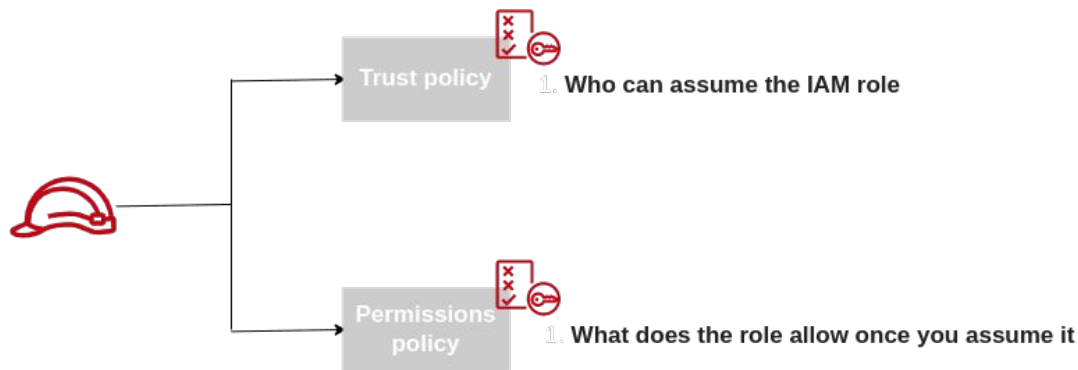 Trust policy
1. Who can assume the IAM role
Permissions
policy
1. What does the role allow once you assume it